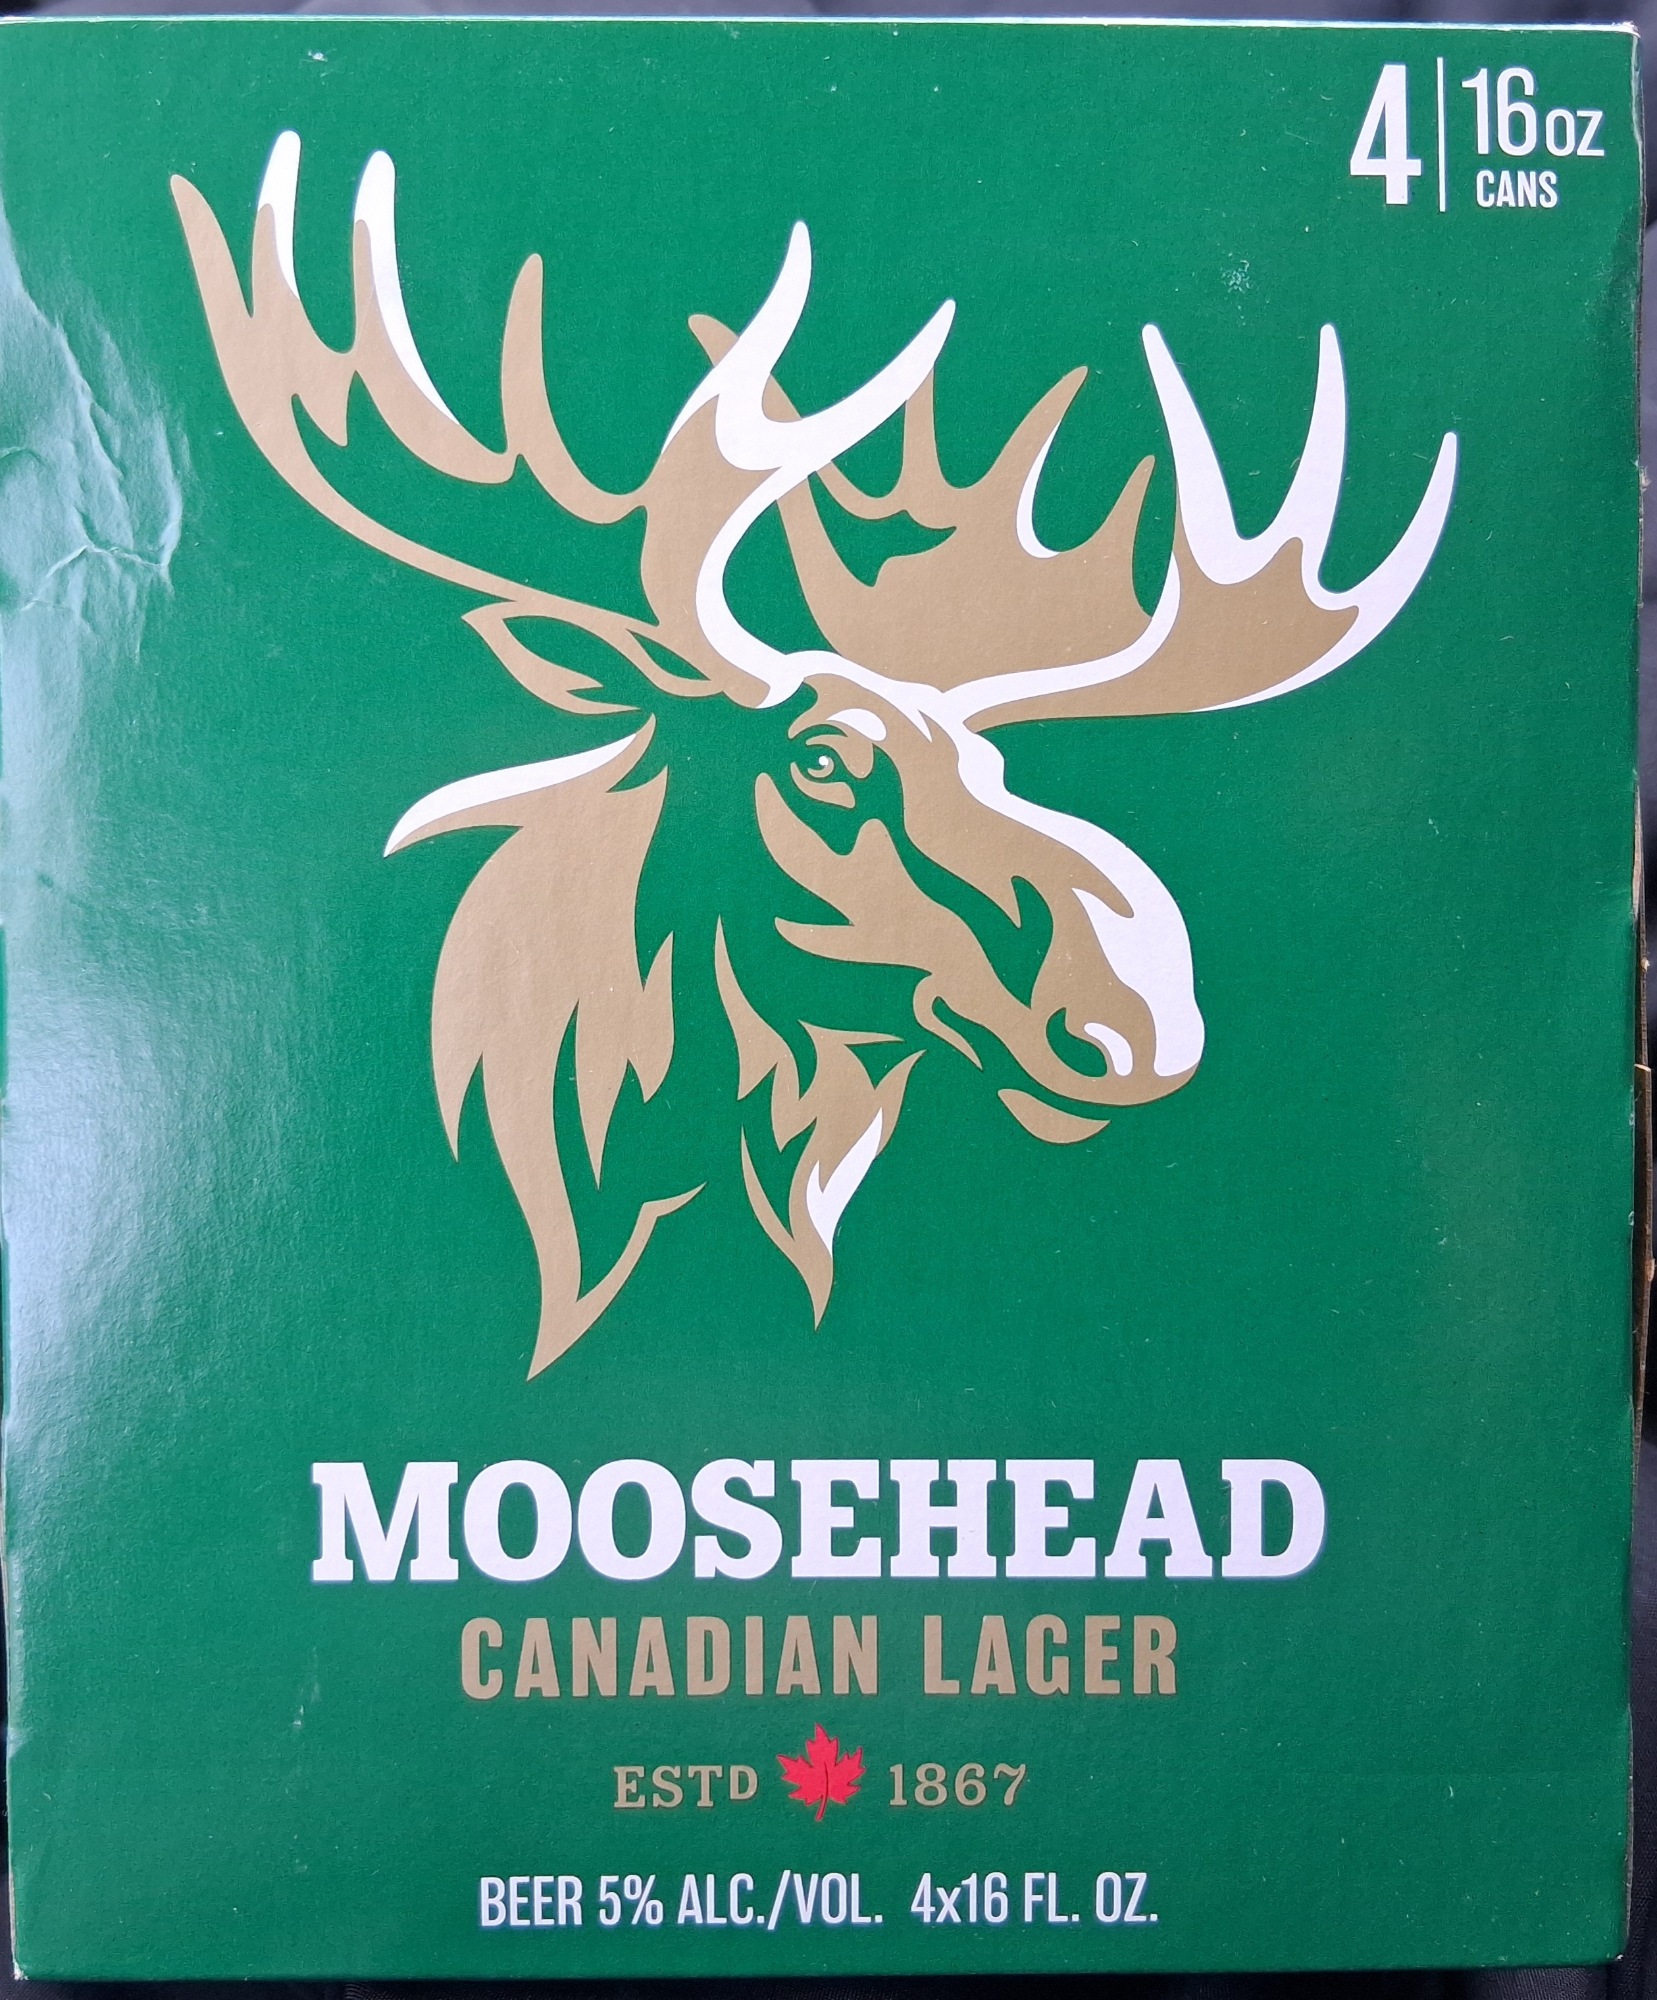 4 | 16 OZ
CANS
MOOSEHEAD
CANADIAN LAGER
ESTD 1867
BEER 5% ALC./VOL. 4x16 FL. OZ.